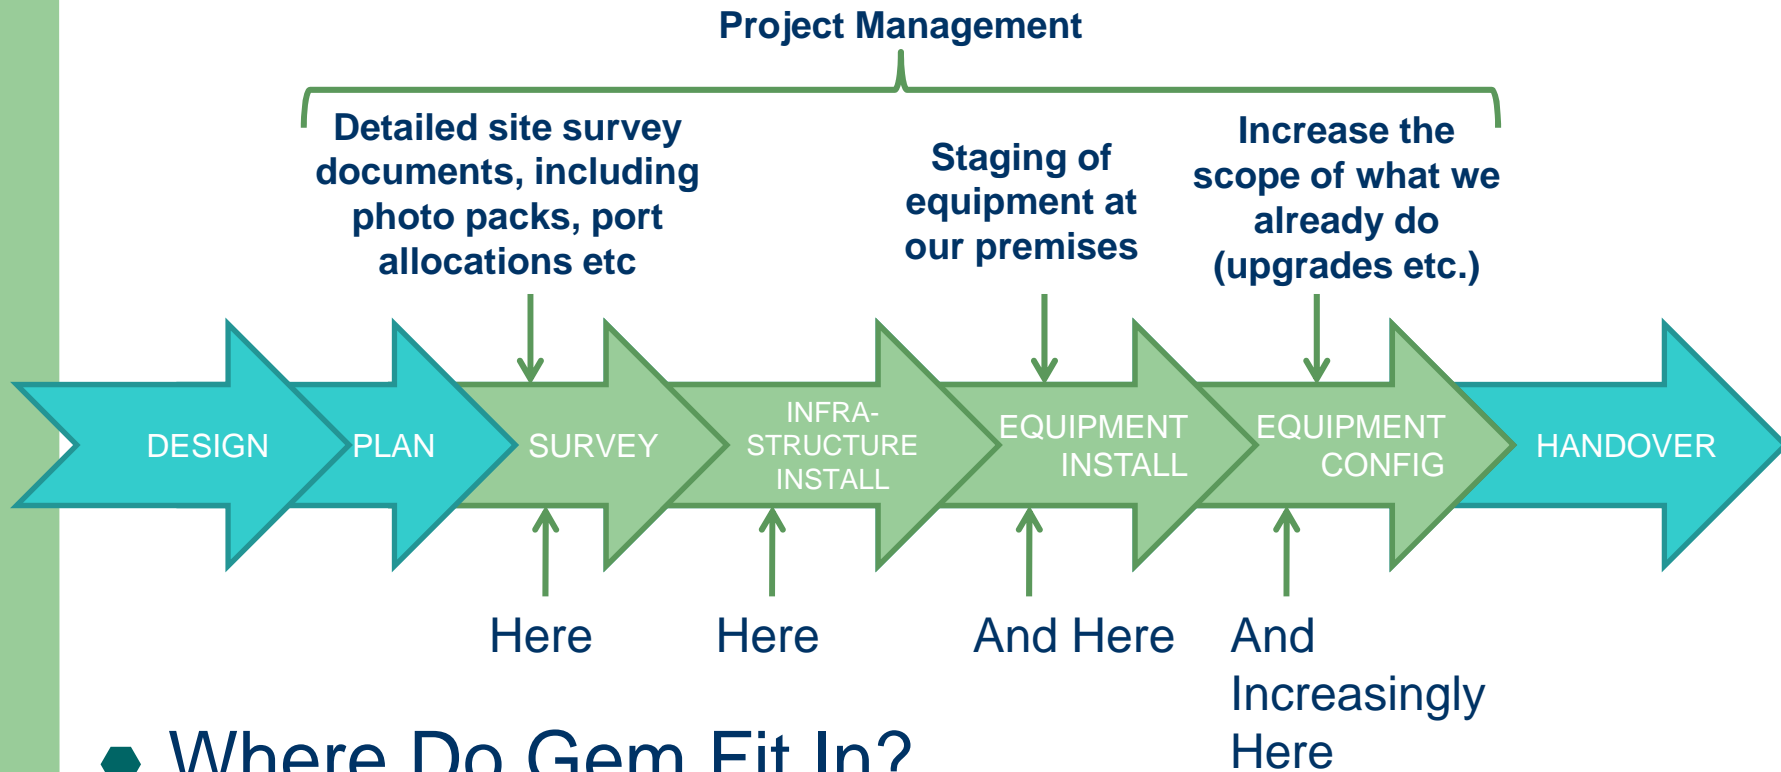 Project Management
Detailed site survey
documents, including
photo packs, port
allocations etc
Staging of
equipment at
our premises
Increase the
scope of what we
already do
(upgrades etc.)
DESIGN
PLAN
SURVEY
INFRA-
STRUCTURE
INSTALL
EQUIPMENT
INSTALL
EQUIPMENT
CONFIG
HANDOVER
Here
Here
And Here
And
Increasingly
Here
Where Do Gem Fit In?